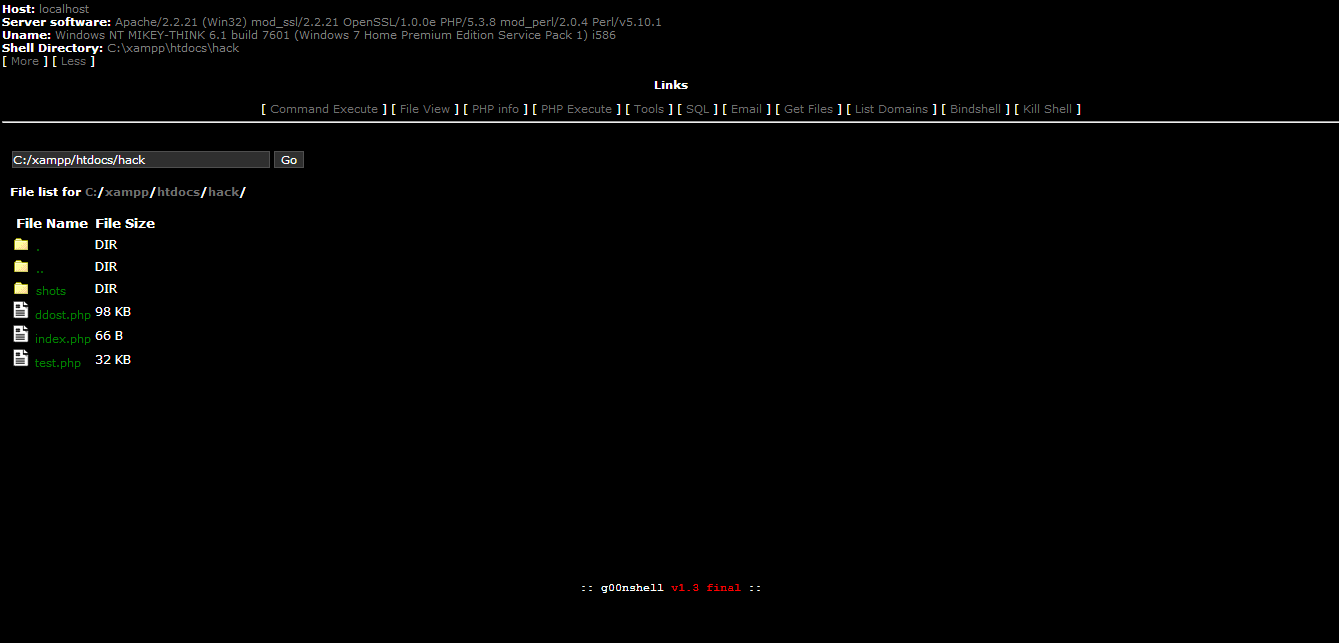 Host: localhost
Server software: Apache/2.2.21 (Win32) mod_ssl/2.2.21 OpenSSL/1.0.0e PHP/5.3.8 mod_perl/2.0.4 Perl/v5.10.1
Uname: Windows NT MIKEY-THINK 6.1 build 7601 (Windows 7 Home Premium Edition Service Pack 1) i586
Shell Directory: C:\xampp\htdocs\hack
[ More ] [ Less ]
Links
[ Command Execute ] [ File View ] [ PHP info ] [ PHP Execute ] [ Tools ] [ SQL ] [ Email ] [ Get Files ] [ List Domains ] [ Bindshell ] [ Kill Shell ]
C:/xampp/htdocs/hack Go
File list for C:/xampp/htdocs/hack/
File Name File Size
. DIR
.. DIR
shots DIR
ddost.php 98 KB
index.php 66 B
test.php 32 KB
:: g00nshell v1.3 final ::